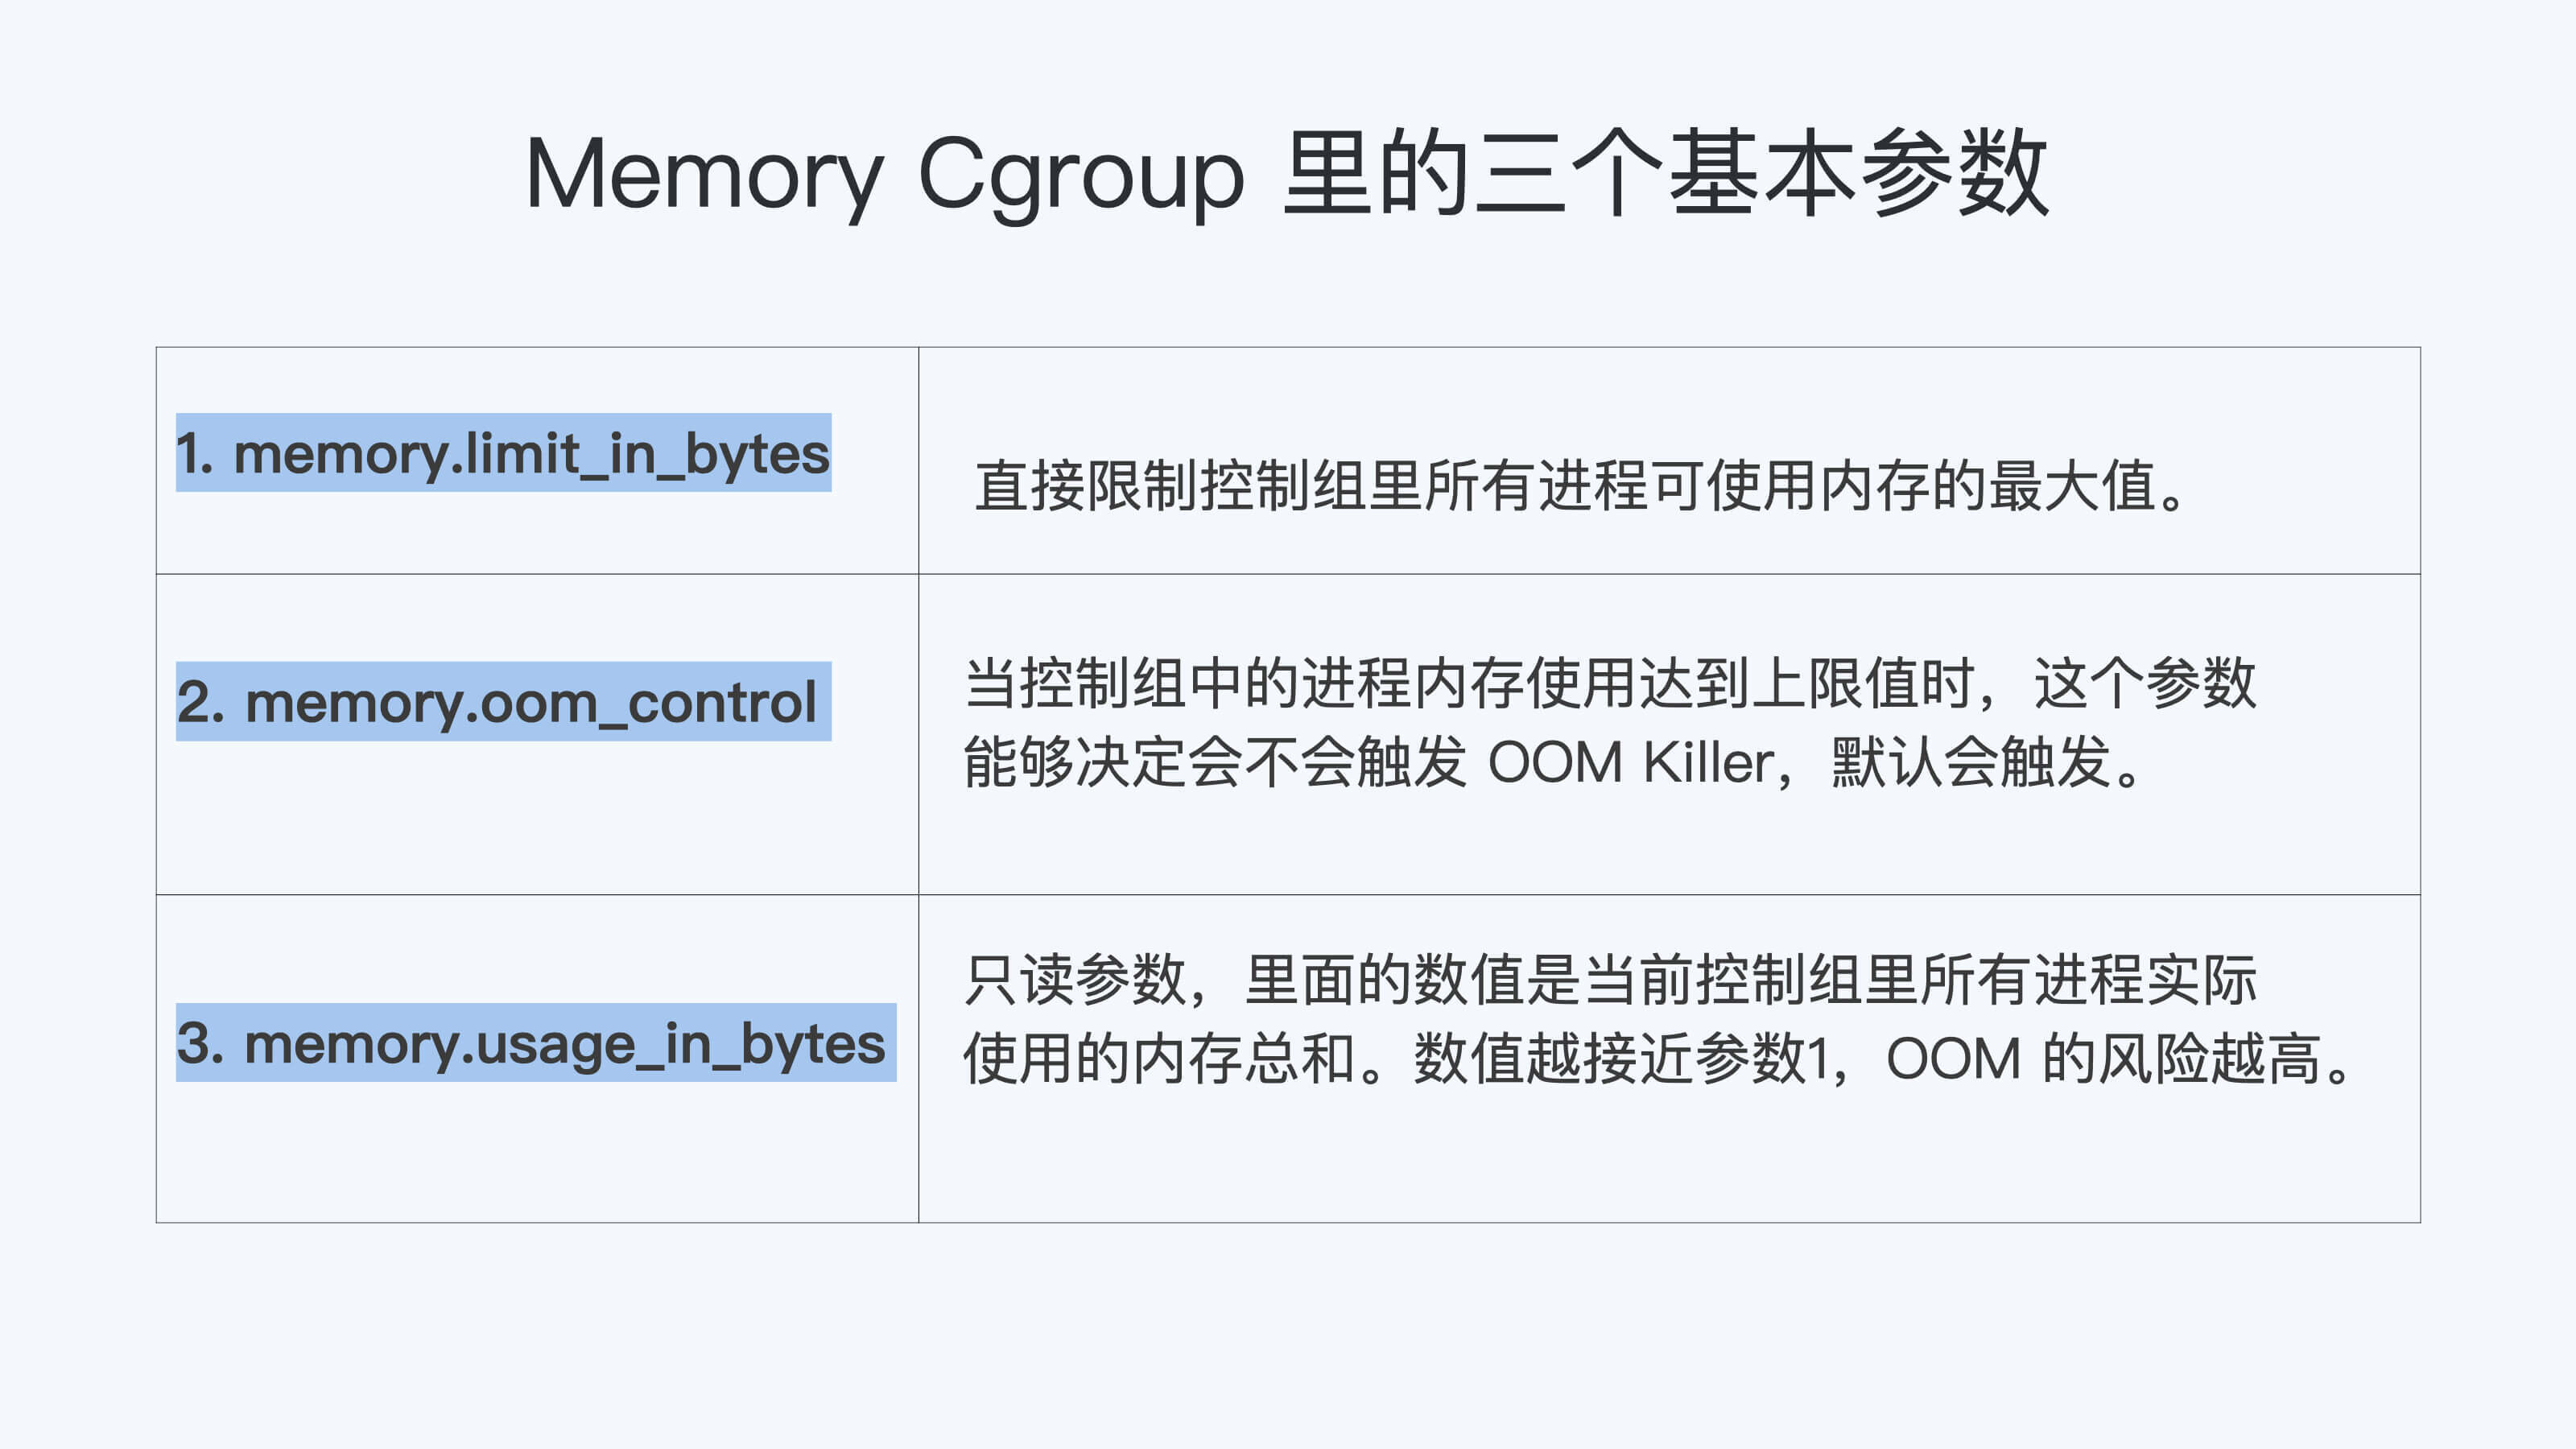 Memory Cgroup 里的三个基本参数
1. memory.limit_in_bytes
直接限制控制组里所有进程可使用内存的最大值。
2. memory.oom_control
当控制组中的进程内存使用达到上限值时，这个参数
能够决定会不会触发 OOM Killer，默认会触发。
3. memory.usage_in_bytes
只读参数，里面的数值是当前控制组里所有进程实际
使用的内存总和。数值越接近参数1，OOM 的风险越高。